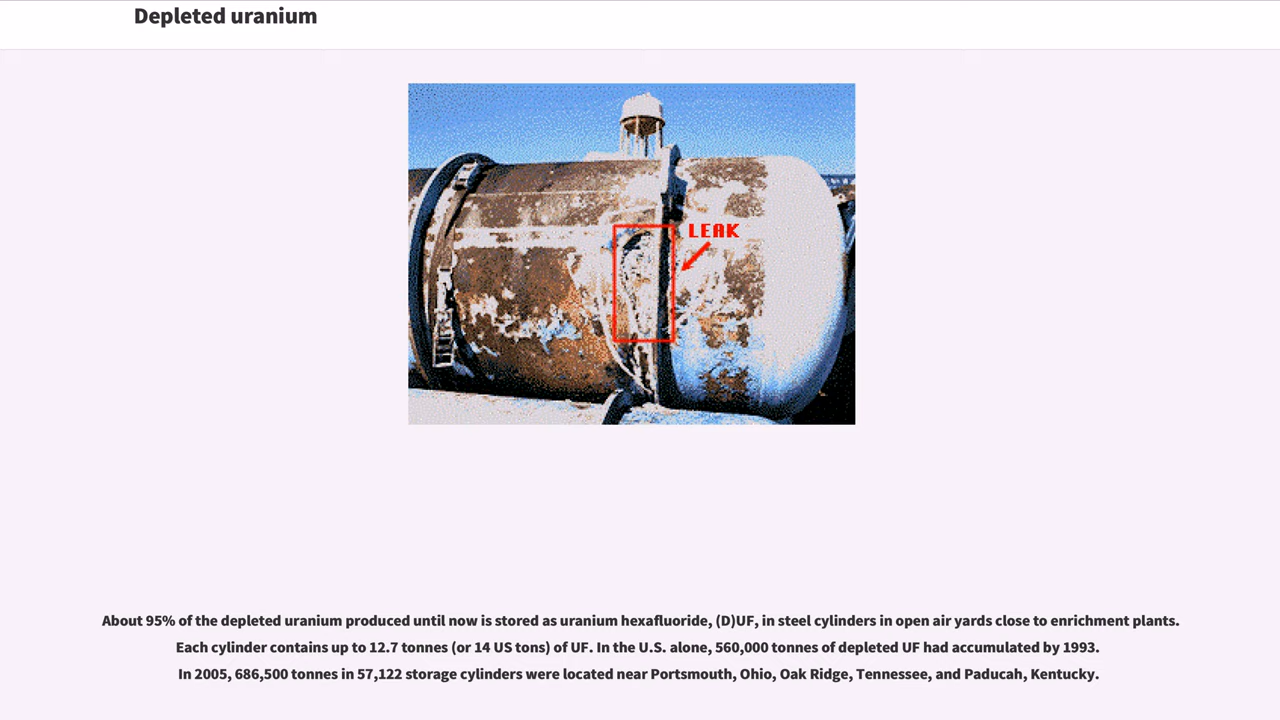 Depleted uranium
LEAK
About 95% of the depleted uranium produced until now is stored as uranium hexafluoride, (D)UF, in steel cylinders in open air yards close to enrichment plants.
Each cylinder contains up to 12.7 tonnes (or 14 US tons) of UF. In the U.S. alone, 560,000 tonnes of depleted UF had accumulated by 1993.
In 2005, 686,500 tonnes in 57,122 storage cylinders were located near Portsmouth, Ohio, Oak Ridge, Tennessee, and Paducah, Kentucky.